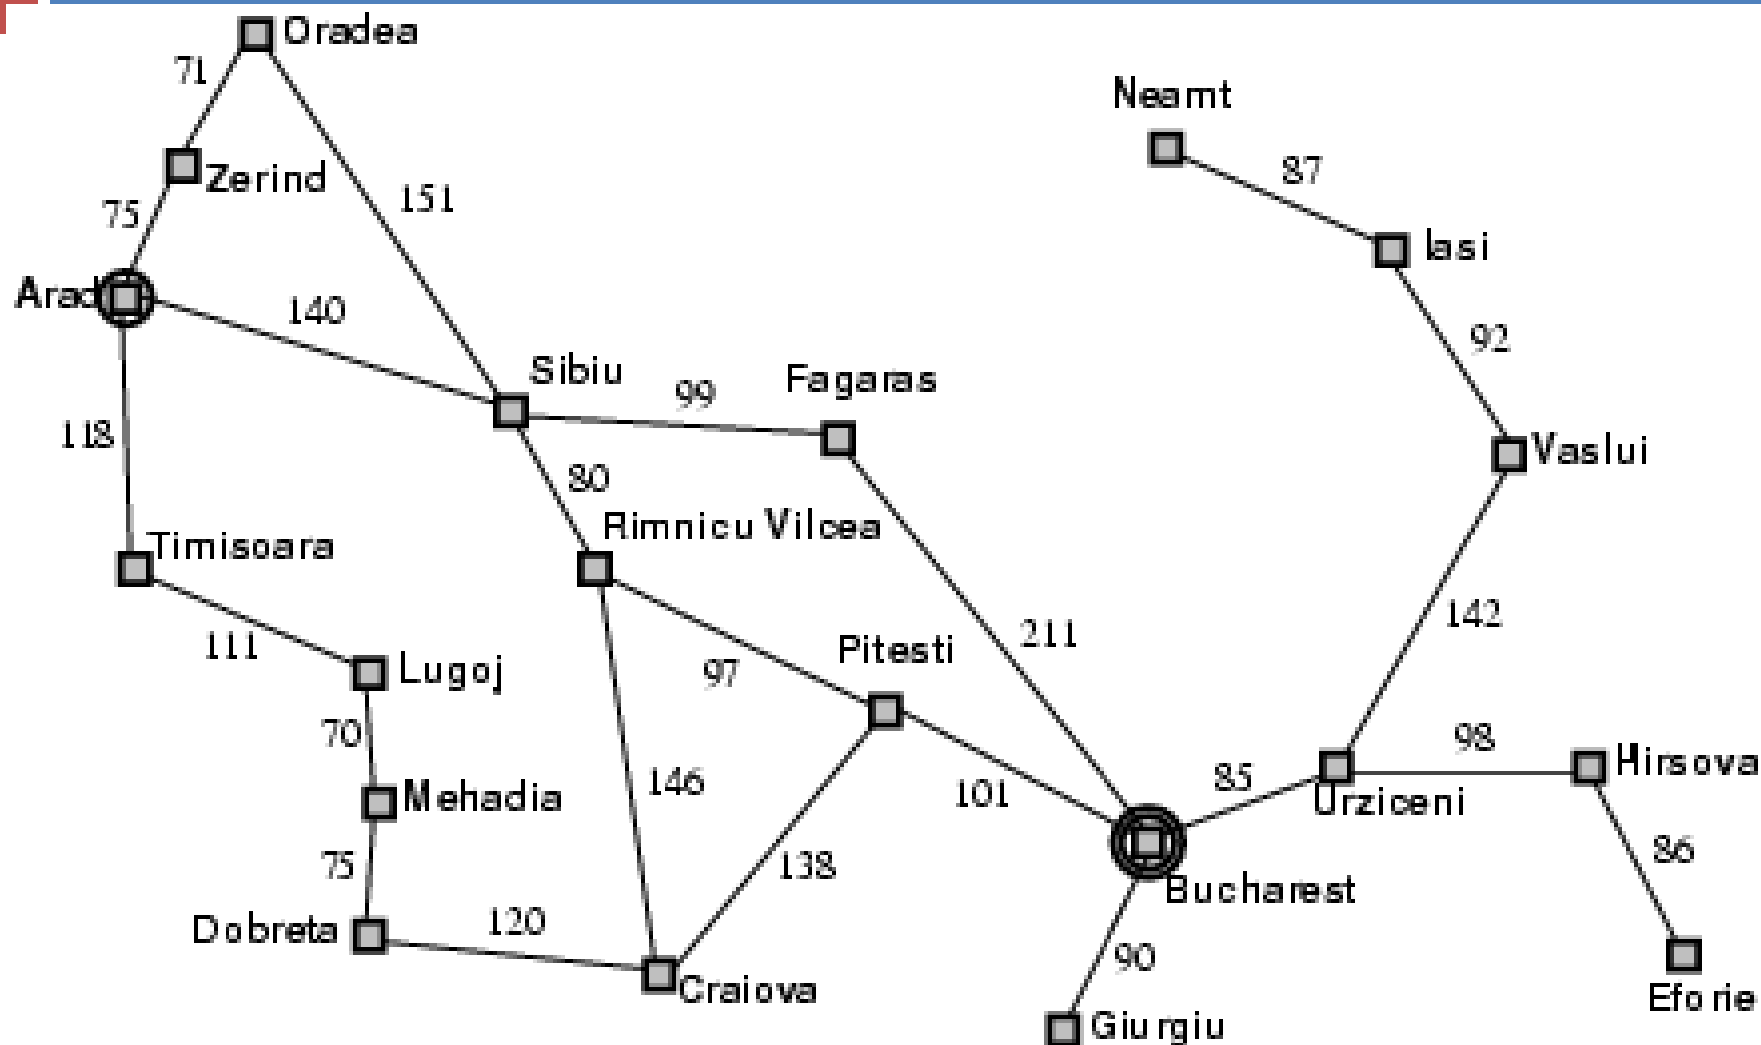 Oradea
71
Neamt
87
Zerind
151
75
Iasi
Arad
140
92
Sibiu
99
Fagaras
118
Vaslui
80
Rimnicu Vilcea
Timisoara
142
211
111
Lugoj
97
Pitesti
70
98
Hirsova
146
85
Mehadia
101
Urziceni
75
138
86
Bucharest
Dobreta
120
90
Craiova
Eforie
Giurgiu